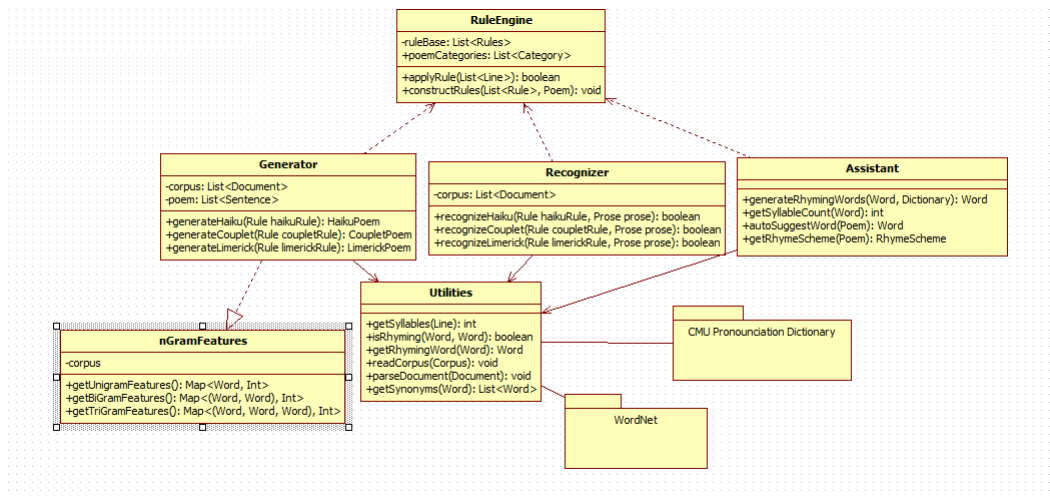 RuleEngine
-ruleBase: List<Rules>
+poemCategories: List<Category>
+applyRule(List<Line>): boolean
+constructRules(List<Rule>, Poem): void
Generator
-corpus: List<Document>
-poem: List<Sentence>
+generateHaiku(Rule haikuRule): HaikuPoem
+generateCouplet(Rule coupletRule): CoupletPoem
+generateLimerick(Rule limerickRule): LimerickPoem
Recognizer
-corpus: List<Document>
+recognizeHaiku(Rule haikuRule, Prose prose): boolean
+recognizeCouplet(Rule coupletRule, Prose prose): boolean
+recognizeLimerick(Rule limerickRule, Prose prose): boolean
Assistant
+generateRhymingWords(Word, Dictionary): Word
+getSyllableCount(Word): int
+autoSuggestWord(Poem): Word
+getRhymeScheme(Poem): RhymeScheme
Utilities
+getSyllables(Line): int
+isRhyming(Word, Word): boolean
+getRhymingWord(Word): Word
+readCorpus(Corpus): void
+parseDocument(Document): void
+getSynonyms(Word): List<Word>
nGramFeatures
-corpus
+getUnigramFeatures(): Map<Word, Int>
+getBiGramFeatures(): Map<(Word, Word), Int>
+getTriGramFeatures(): Map<(Word, Word, Word), Int>
CMU Pronounciation Dictionary
WordNet